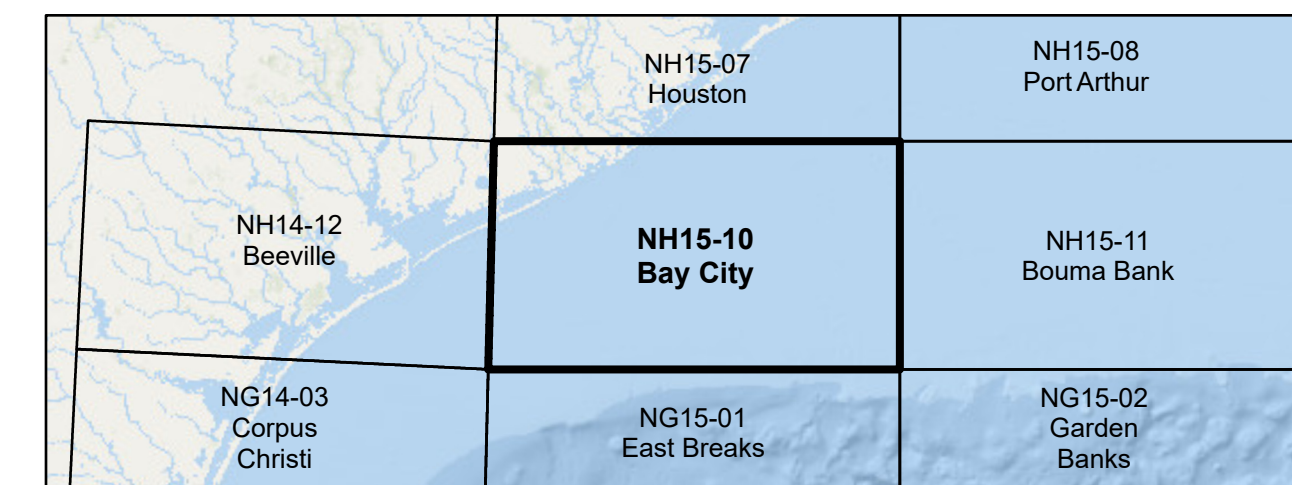 NH15-07
Houston
NH15-08
Port Arthur
NH14-12
Beeville
NH15-10
Bay City
NH15-11
Bouma Bank
NG14-03
Corpus
Christi
NG15-01
East Breaks
NG15-02
Garden
Banks